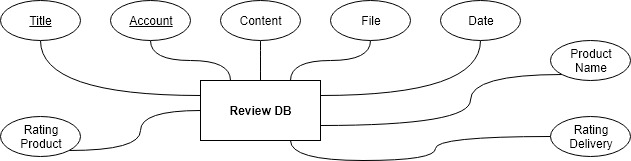 Title
Account
Content
File
Date
Product
Name
Review DB
Rating
Product
Rating
Delivery